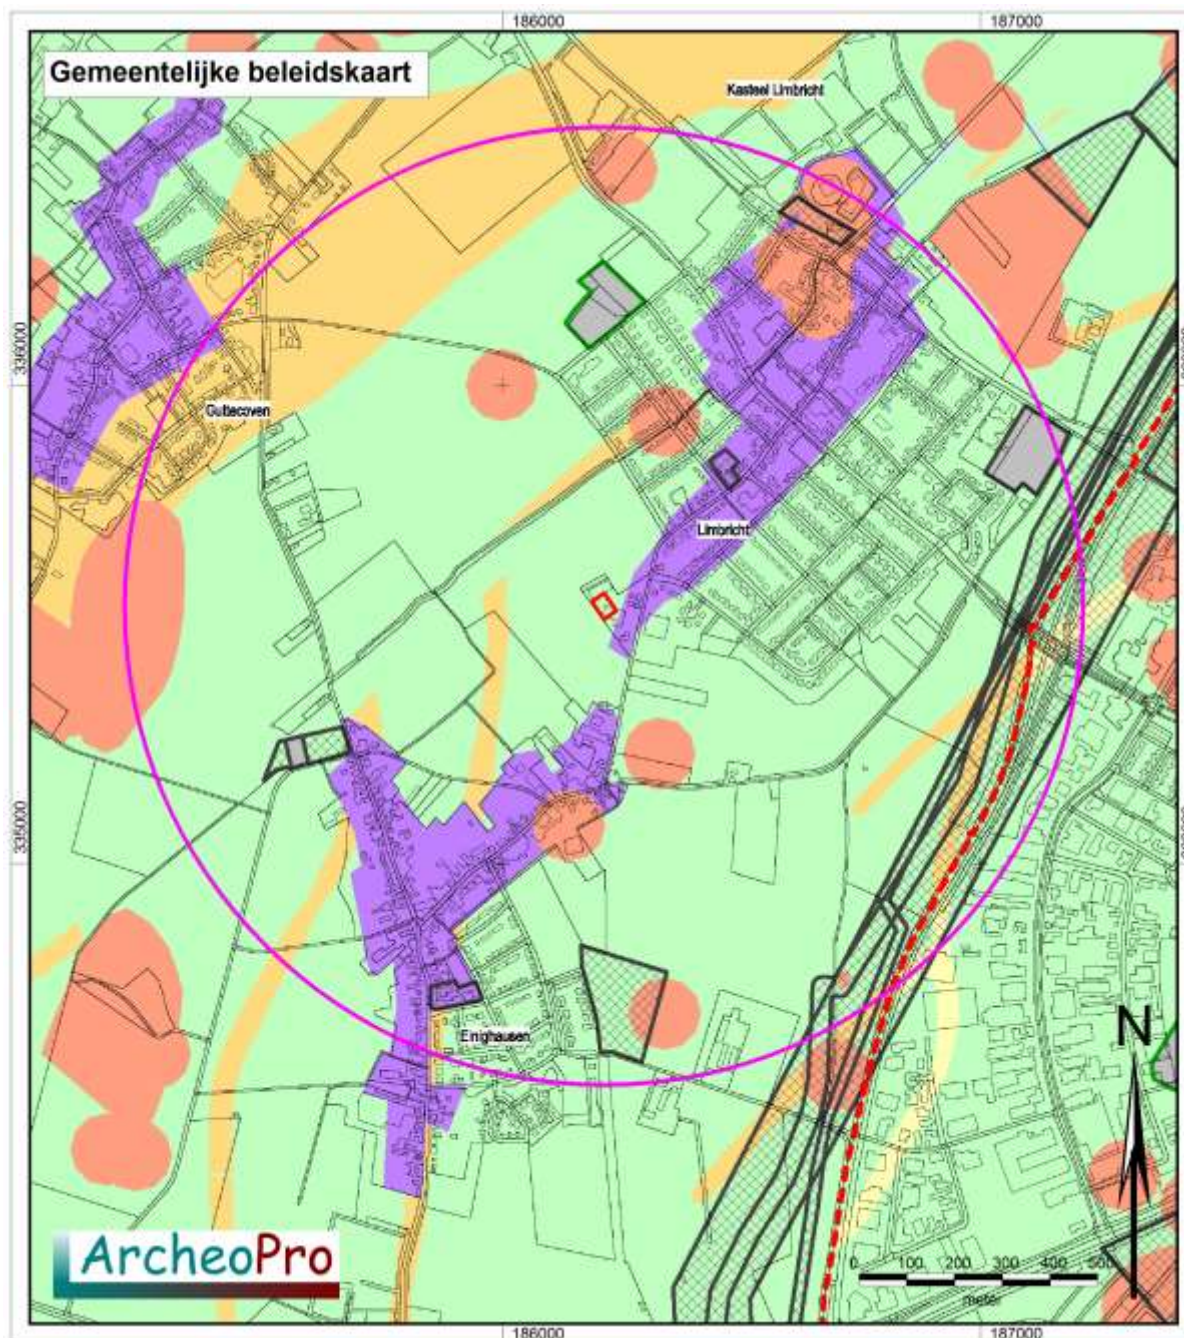 186000
187000
Gemeentelijke beleidskaart
Kasteel Limbricht
336000
Guttecoven
Limbricht
335000
Einighausen
N
ArcheoPro
0 100 200 300 400 500
meter
186000
187000